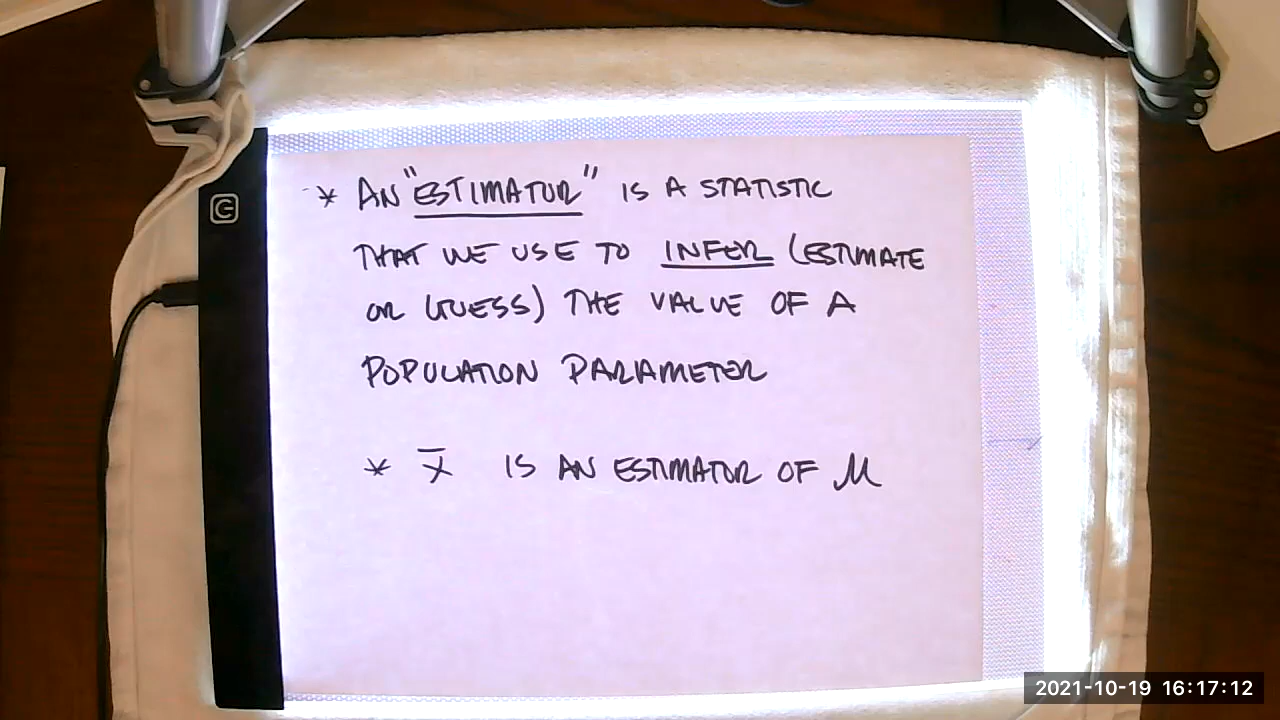 * AN "ESTIMATOR" IS A STATISTIC
THAT WE USE TO INFER (ESTIMATE
OR GUESS) THE VALUE OF A
POPULATION PARAMETER
* x̄ IS AN ESTIMATOR OF μ
2021-10-19 16:17:12